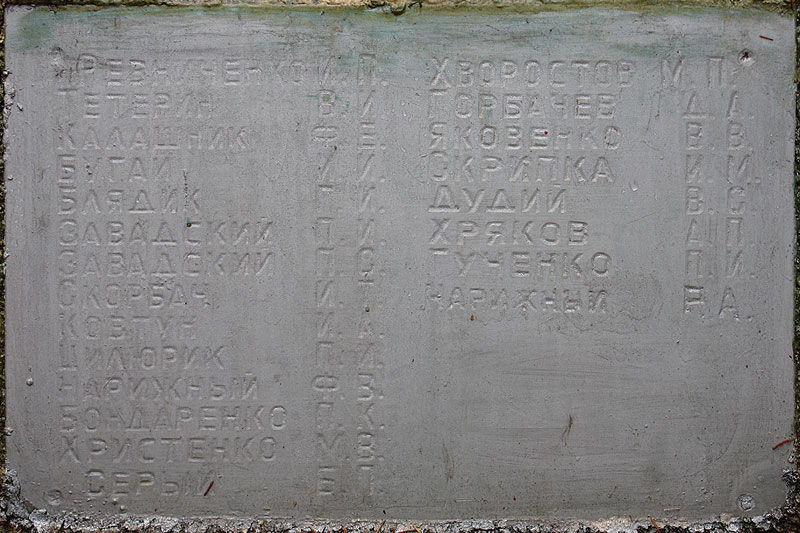 ДРЕВНИЧЕНКО И. П.
ТЕТЕРИН В. И.
КАЛАШНИК Ф. Е.
БУГАЙ И. И.
БЛЯДИК Г. И.
ЗАВАДСКИЙ П. И.
ЗАВАДСКИЙ П. С.
СКОРБАЧ И. Т.
КОВТУН И. А.
ЦИЛЮРИК П. И.
НАРИЖНЫЙ Ф. В.
БОНДАРЕНКО П. К.
ХРИСТЕНКО М. В.
СЕРЫЙ Б. П.
ХВОРОСТОВ М. П.
ГОРБАЧЕВ Д. А.
ЯКОВЕНКО В. В.
СКРИПКА И. М.
ДУДИЙ В. С.
ХРЯКОВ А. П.
ГУЧЕНКО П. И.
НАРИЖНЫЙ А.